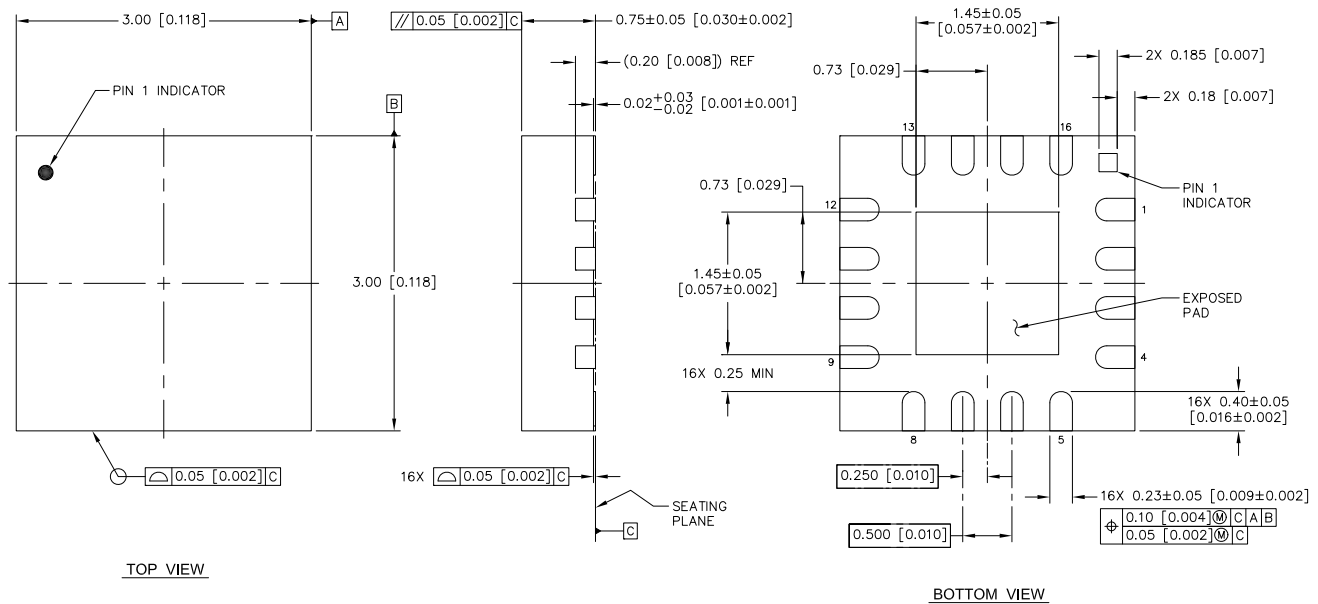 3.00 [0.118]
A
// 0.05 [0.002] C
0.75±0.05 [0.030±0.002]
1.45±0.05
[0.057±0.002]
(0.20 [0.008]) REF
0.73 [0.029]
2X 0.185 [0.007]
PIN 1 INDICATOR
B
0.02+0.03
-0.02 [0.001±0.001]
2X 0.18 [0.007]
13
16
0.73 [0.029]
PIN 1
INDICATOR
12
1
3.00 [0.118]
1.45±0.05
[0.057±0.002]
EXPOSED
PAD
9
4
16X 0.25 MIN
16X 0.40±0.05
[0.016±0.002]
8
5
⌓ 0.05 [0.002] C
16X ⌓ 0.05 [0.002] C
0.250 [0.010]
16X 0.23±0.05 [0.009±0.002]
SEATING
PLANE
⌖ 0.10 [0.004] Ⓜ C A B
0.05 [0.002] Ⓜ C
C
0.500 [0.010]
TOP VIEW
BOTTOM VIEW